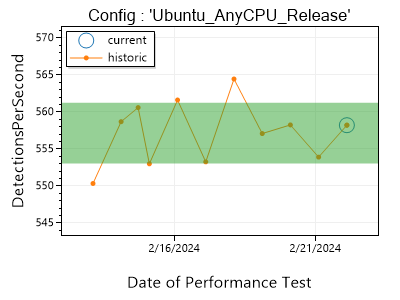 Config : 'Ubuntu_AnyCPU_Release'
current
historic
DetectionsPerSecond
570
565
560
555
550
545
2/16/2024
2/21/2024
Date of Performance Test